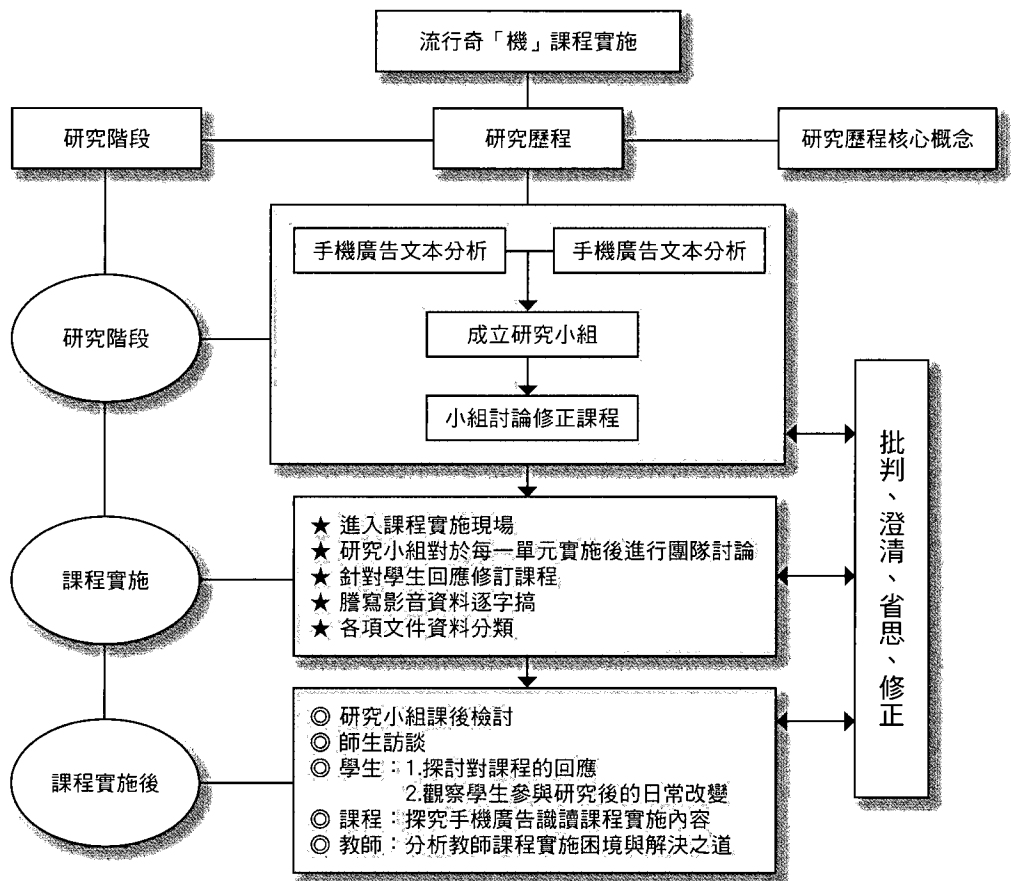 流行奇「機」課程實施
研究階段
研究歷程
研究歷程核心概念
手機廣告文本分析
手機廣告文本分析
研究階段
成立研究小組
小組討論修正課程
批判、澄清、省思、修正
課程實施
★ 進入課程實施現場
★ 研究小組對於每一單元實施後進行團隊討論
★ 針對學生回應修訂課程
★ 謄寫影音資料逐字搞
★ 各項文件資料分類
課程實施後
◎ 研究小組課後檢討
◎ 師生訪談
◎ 學生：1.探討對課程的回應
2.觀察學生參與研究後的日常改變
◎ 課程：探究手機廣告識讀課程實施內容
◎ 教師：分析教師課程實施困境與解決之道